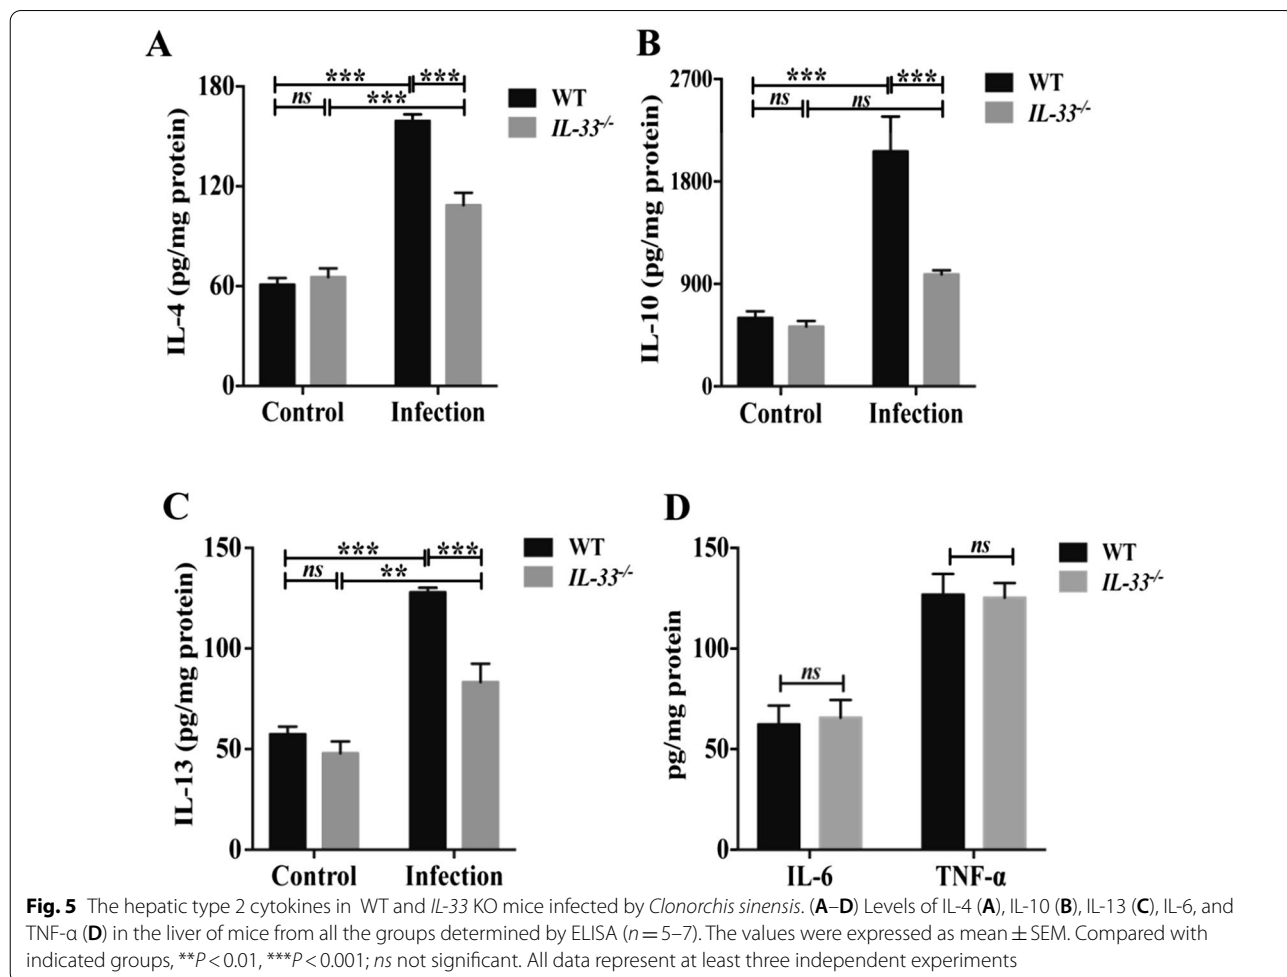 A
IL-4 (pg/mg protein)
180
120
60
0
*** ***
ns ***
WT
IL-33-/-
Control Infection
B
IL-10 (pg/mg protein)
2700
1800
900
0
*** ***
ns ns
WT
IL-33-/-
Control Infection
C
IL-13 (pg/mg protein)
150
100
50
0
*** ***
ns **
WT
IL-33-/-
Control Infection
D
pg/mg protein
150
100
50
0
ns
ns
WT
IL-33-/-
IL-6 TNF-α
Fig. 5 The hepatic type 2 cytokines in WT and IL-33 KO mice infected by Clonorchis sinensis. (A–D) Levels of IL-4 (A), IL-10 (B), IL-13 (C), IL-6, and
TNF-α (D) in the liver of mice from all the groups determined by ELISA (n = 5–7). The values were expressed as mean ± SEM. Compared with
indicated groups, **P < 0.01, ***P < 0.001; ns not significant. All data represent at least three independent experiments